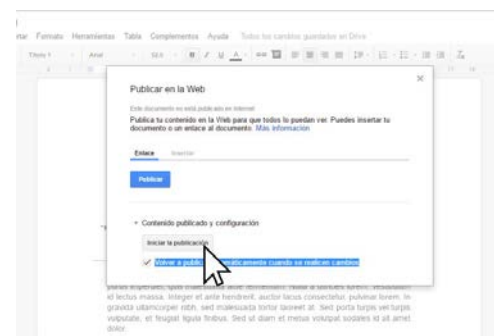 Formato Herramientas Tabla Complementos Ayuda Todos los cambios guardados en Drive
Arial
Publicar en la Web
Este documento no está publicado en Internet
Publica tu contenido en la Web para que todos lo puedan ver. Puedes insertar tu
documento o un enlace al documento. Más información
Enlace Insertar
Publicar
Contenido publicado y configuración
Iniciar la publicación
Volver a publicar automáticamente cuando se realicen cambios
id lectus massa. Integer et ante hendrerit, auctor lacus consectetur, pulvinar lorem. In
gravida ullamcorper nibh, sed malesuada tortor laoreet at. Sed porta turpis vel turpis
vulputate, et feugiat ligula finibus. Sed ut diam et metus volutpat sodales id sit amet
dolor.